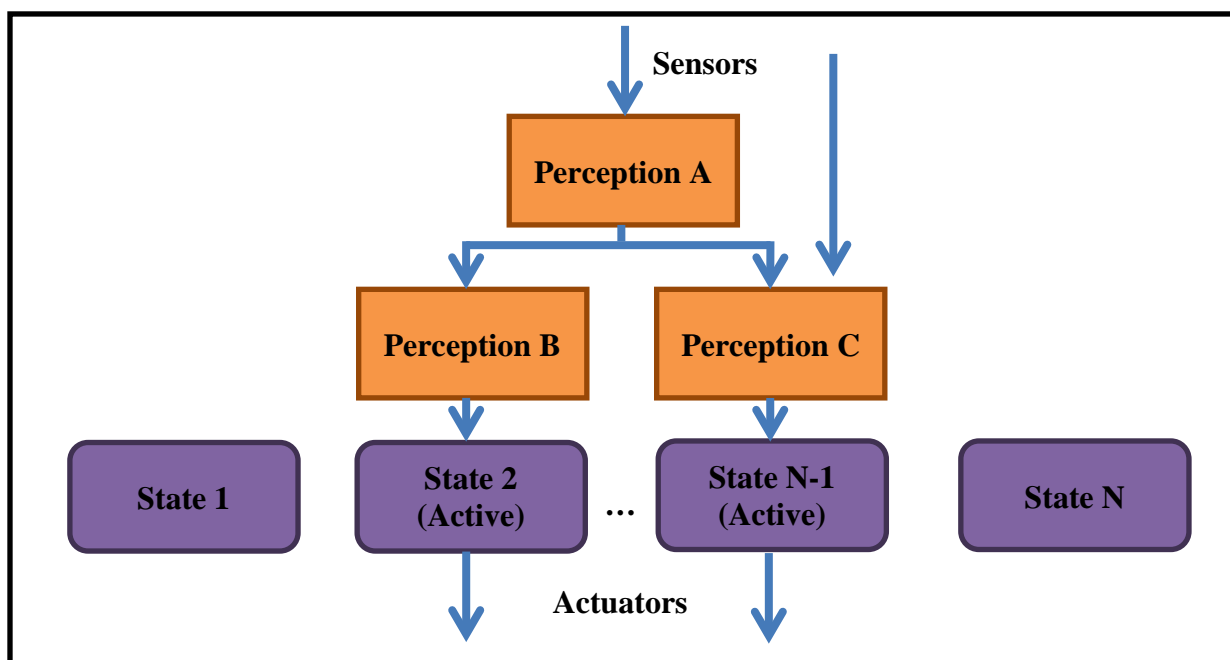 Sensors
Perception A
Perception B
Perception C
State 1
State 2
(Active)
...
State N-1
(Active)
State N
Actuators